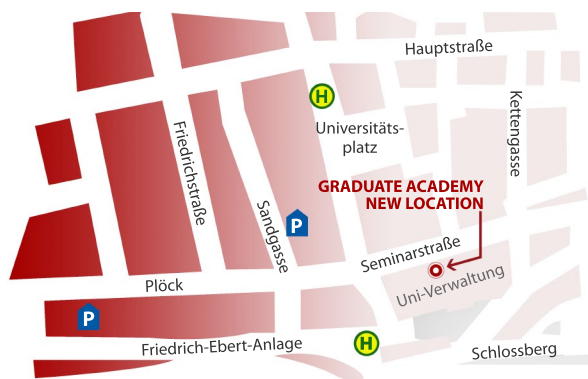 Hauptstraße
H
Kettengasse
Universitäts-
platz
Friedrichstraße
GRADUATE ACADEMY
NEW LOCATION
Sandgasse
P
Seminarstraße
Uni-Verwaltung
Plöck
P
Friedrich-Ebert-Anlage
H
Schlossberg